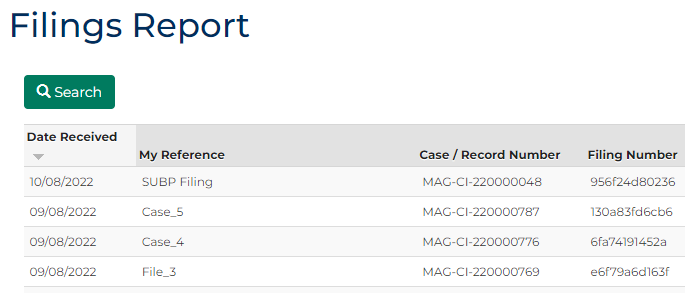 Filings Report
Search
Date Received My Reference Case / Record Number Filing Number
10/08/2022 SUBP Filing MAG-CI-220000048 956f24d80236
09/08/2022 Case_5 MAG-CI-220000787 130a83fd6cb6
09/08/2022 Case_4 MAG-CI-220000776 6fa74191452a
09/08/2022 File_3 MAG-CI-220000769 e6f79a6d163f